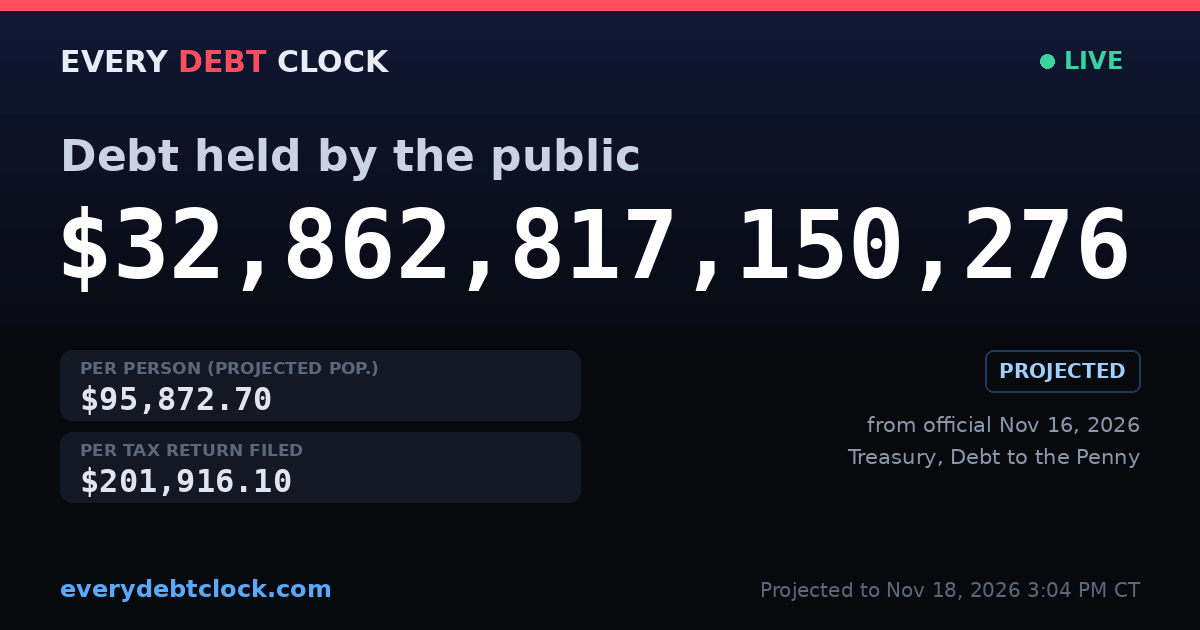 EVERY DEBT CLOCK
LIVE
Debt held by the public
$32,862,817,150,276
PER PERSON (PROJECTED POP.)
$95,872.70
PER TAX RETURN FILED
$201,916.10
PROJECTED
from official Nov 16, 2026
Treasury, Debt to the Penny
everydebtclock.com
Projected to Nov 18, 2026 3:04 PM CT